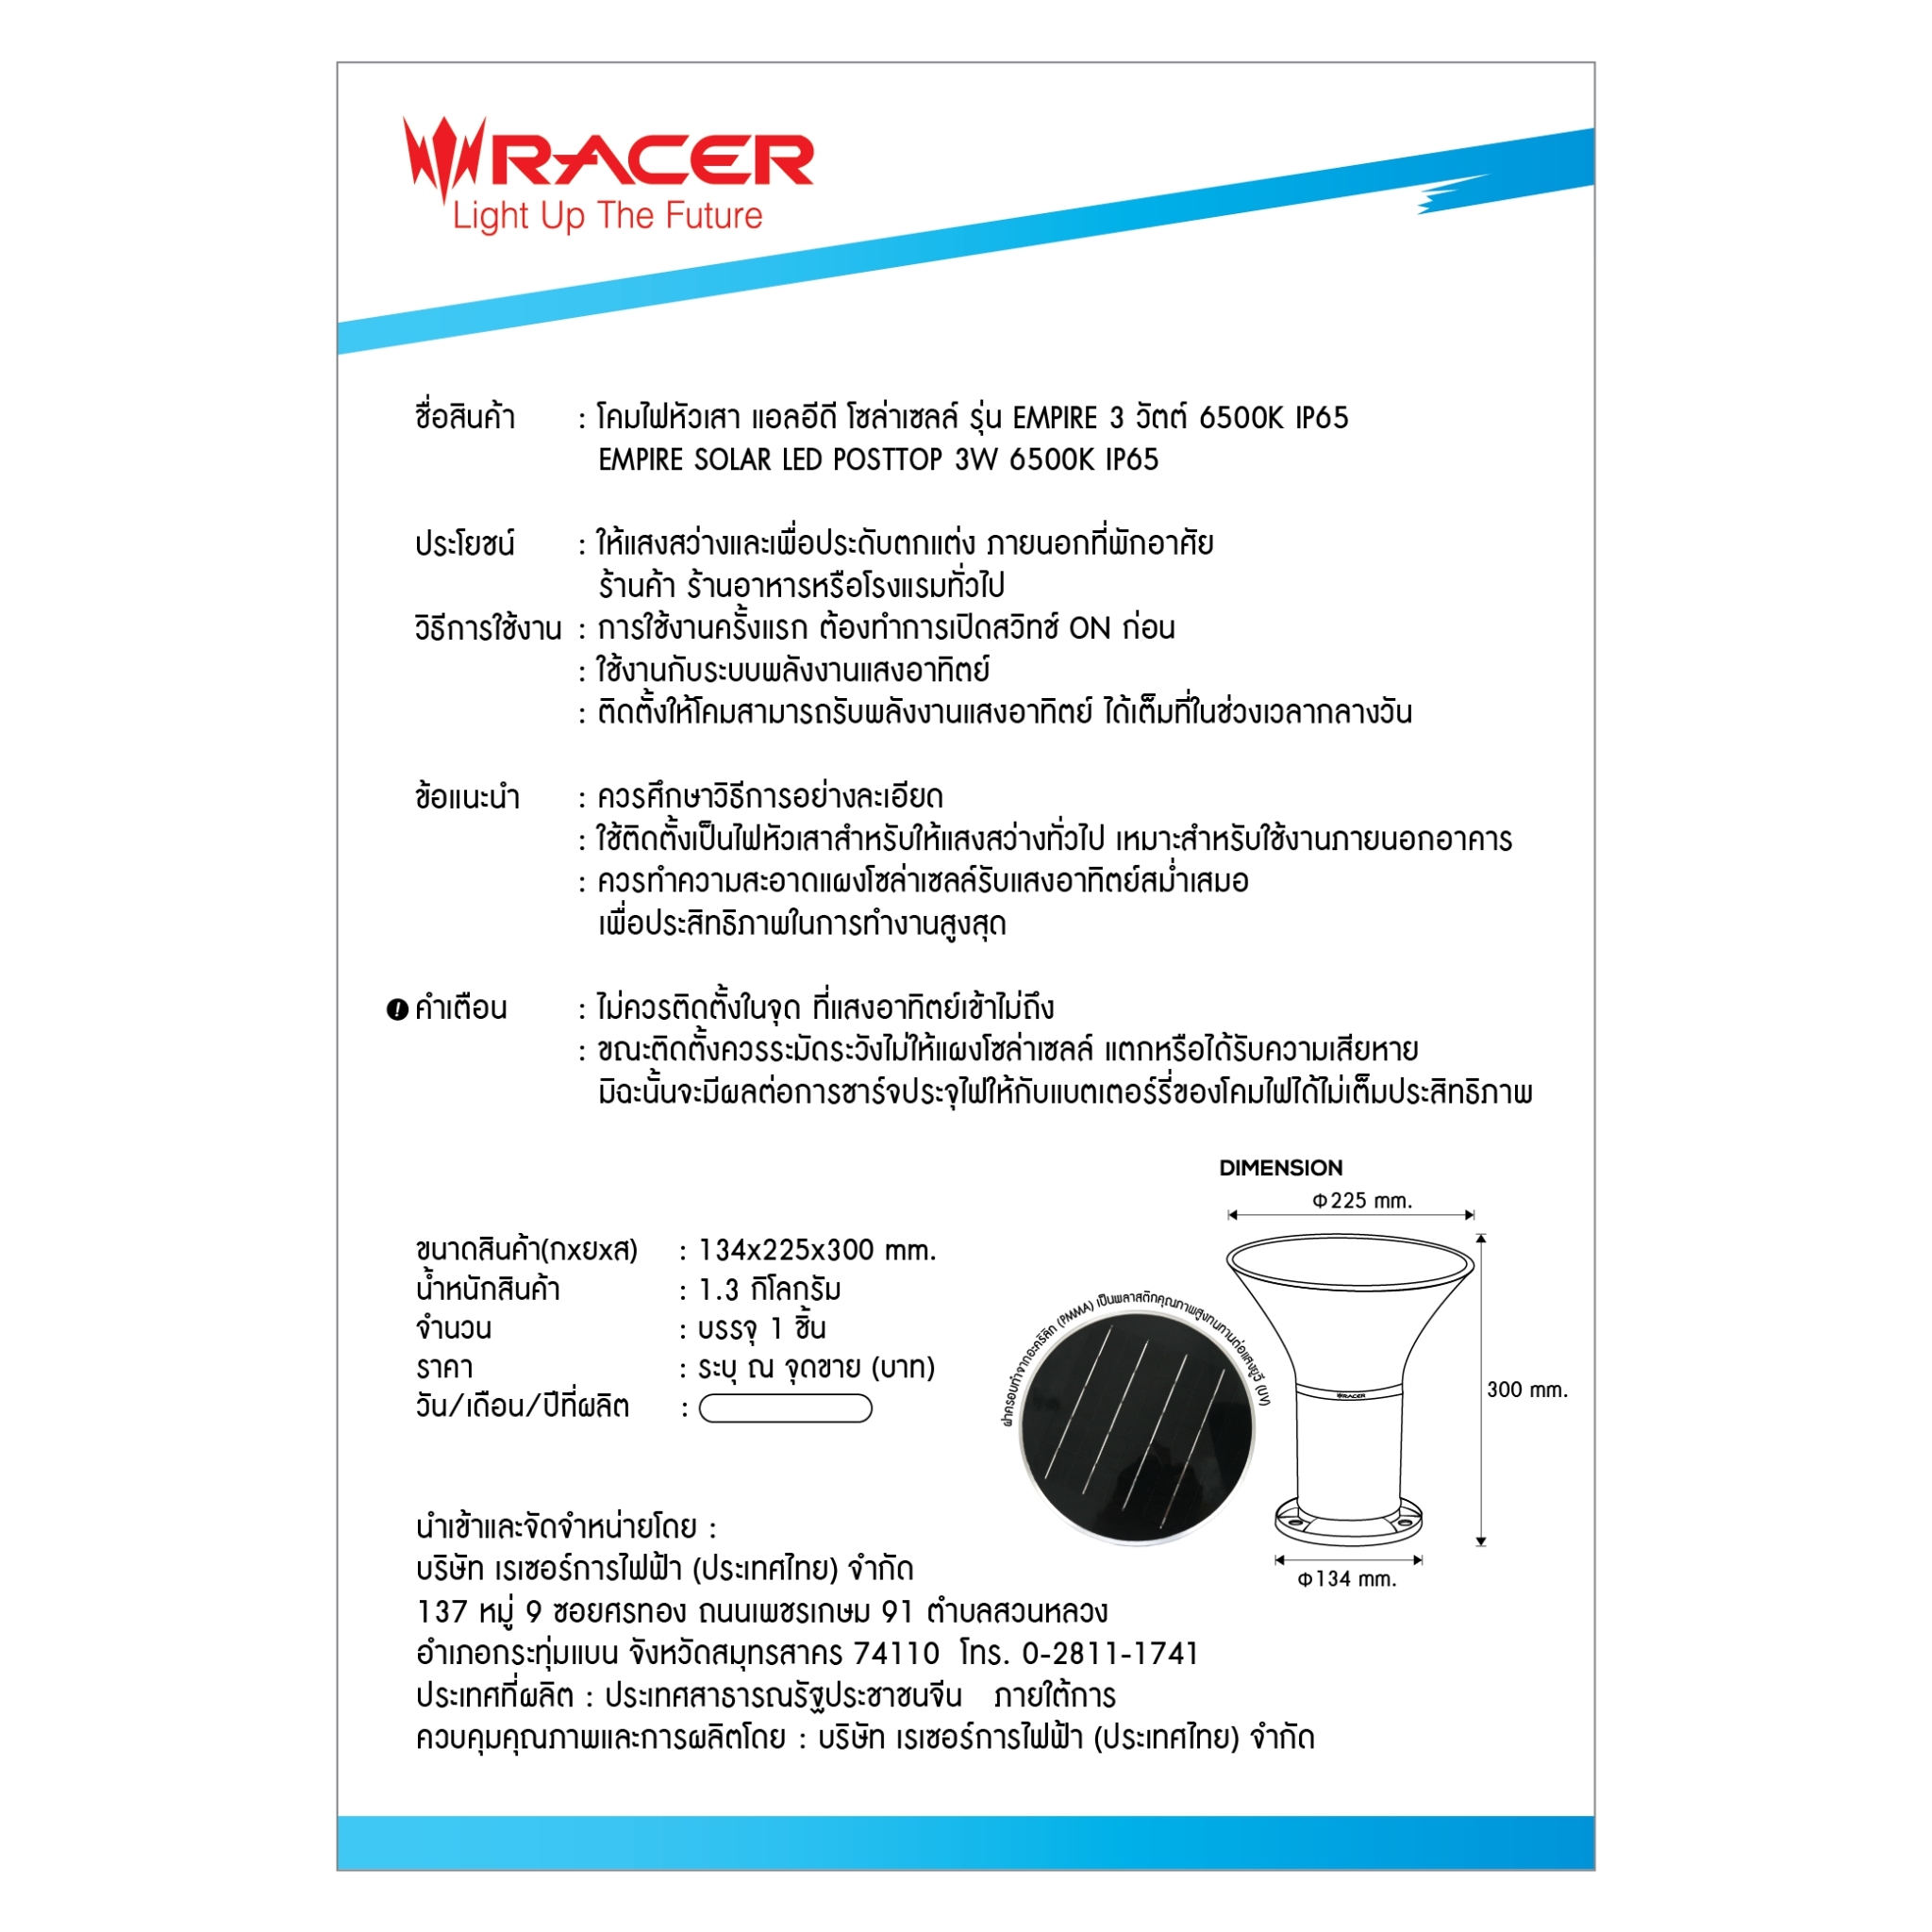 RACER
Light Up The Future
ชื่อสินค้า : โคมไฟหัวเสา แอลอีดี โซล่าเซลล์ รุ่น EMPIRE 3 วัตต์ 6500K IP65
EMPIRE SOLAR LED POSTTOP 3W 6500K IP65
ประโยชน์ : ให้แสงสว่างและเพื่อประดับตกแต่ง ภายนอกที่พักอาศัย
ร้านค้า ร้านอาหารหรือโรงแรมทั่วไป
วิธีการใช้งาน : การใช้งานครั้งแรก ต้องทำการเปิดสวิทช์ ON ก่อน
: ใช้งานกับระบบพลังงานแสงอาทิตย์
: ติดตั้งให้โคมสามารถรับพลังงานแสงอาทิตย์ ได้เต็มที่ในช่วงเวลากลางวัน
ข้อแนะนำ : ควรศึกษาวิธีการอย่างละเอียด
: ใช้ติดตั้งเป็นไฟหัวเสาสำหรับให้แสงสว่างทั่วไป เหมาะสำหรับใช้งานภายนอกอาคาร
: ควรทำความสะอาดแผงโซล่าเซลล์รับแสงอาทิตย์สม่ำเสมอ
เพื่อประสิทธิภาพในการทำงานสูงสุด
! คำเตือน : ไม่ควรติดตั้งในจุด ที่แสงอาทิตย์เข้าไม่ถึง
: ขณะติดตั้งควรระมัดระวังไม่ให้แผงโซล่าเซลล์ แตกหรือได้รับความเสียหาย
มิฉะนั้นจะมีผลต่อการชาร์จประจุไฟให้กับแบตเตอร์รี่ของโคมไฟได้ไม่เต็มประสิทธิภาพ
DIMENSION
Φ225 mm.
ขนาดสินค้า(กxยxส) : 134x225x300 mm.
น้ำหนักสินค้า : 1.3 กิโลกรัม
จำนวน : บรรจุ 1 ชิ้น
ราคา : ระบุ ณ จุดขาย (บาท)
วัน/เดือน/ปีที่ผลิต :
ฝาครอบทำจากอะคริลิก (PMMA) เป็นพลาสติกคุณภาพสูงทนทานต่อแสงยูวี (UV)
RACER
300 mm.
Φ134 mm.
นำเข้าและจัดจำหน่ายโดย :
บริษัท เรเซอร์การไฟฟ้า (ประเทศไทย) จำกัด
137 หมู่ 9 ซอยศรทอง ถนนเพชรเกษม 91 ตำบลสวนหลวง
อำเภอกระทุ่มแบน จังหวัดสมุทรสาคร 74110 โทร. 0-2811-1741
ประเทศที่ผลิต : ประเทศสาธารณรัฐประชาชนจีน ภายใต้การ
ควบคุมคุณภาพและการผลิตโดย : บริษัท เรเซอร์การไฟฟ้า (ประเทศไทย) จำกัด